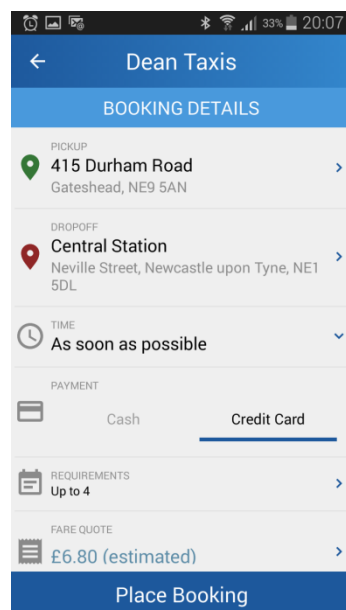 33% 20:07
Dean Taxis
BOOKING DETAILS
PICKUP
415 Durham Road
Gateshead, NE9 5AN
DROPOFF
Central Station
Neville Street, Newcastle upon Tyne, NE1
5DL
TIME
As soon as possible
PAYMENT
Cash Credit Card
REQUIREMENTS
Up to 4
FARE QUOTE
£6.80 (estimated)
Place Booking